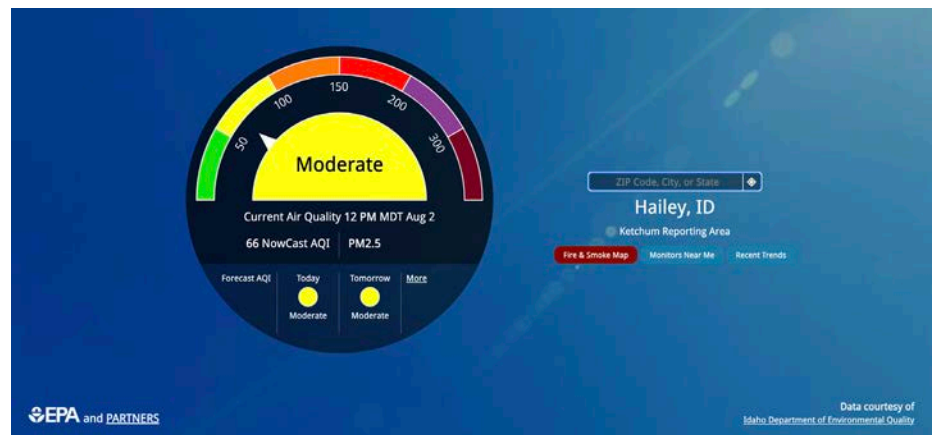 50
100
150
200
300
Moderate
Current Air Quality 12 PM MDT Aug 2
66 NowCast AQI PM2.5
Forecast AQI Today Tomorrow More
Moderate Moderate
ZIP Code, City, or State
Hailey, ID
Ketchum Reporting Area
Fire & Smoke Map Monitors Near Me Recent Trends
EPA and PARTNERS
Data courtesy of
Idaho Department of Environmental Quality